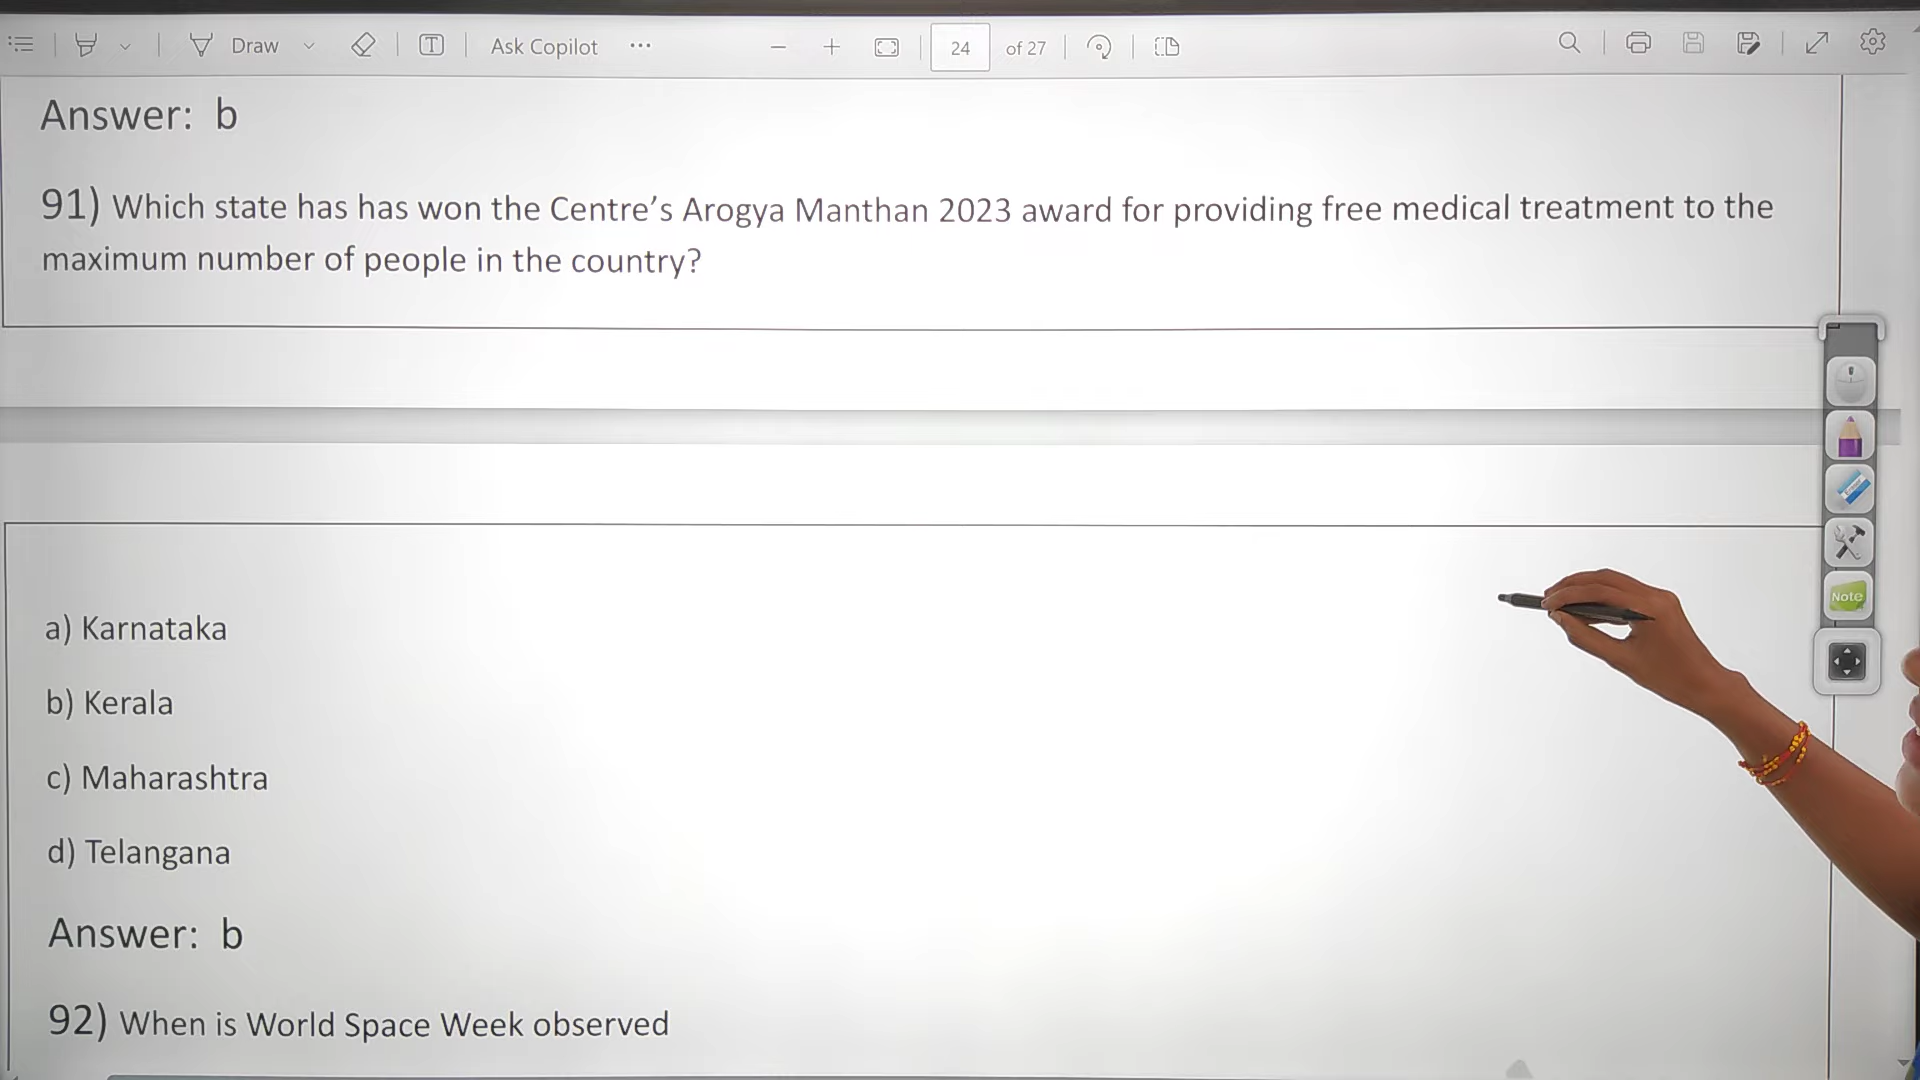 Draw
Ask Copilot
24 of 27
Answer: b
91) Which state has has won the Centre’s Arogya Manthan 2023 award for providing free medical treatment to the
maximum number of people in the country?
Note
a) Karnataka
b) Kerala
c) Maharashtra
d) Telangana
Answer: b
92) When is World Space Week observed